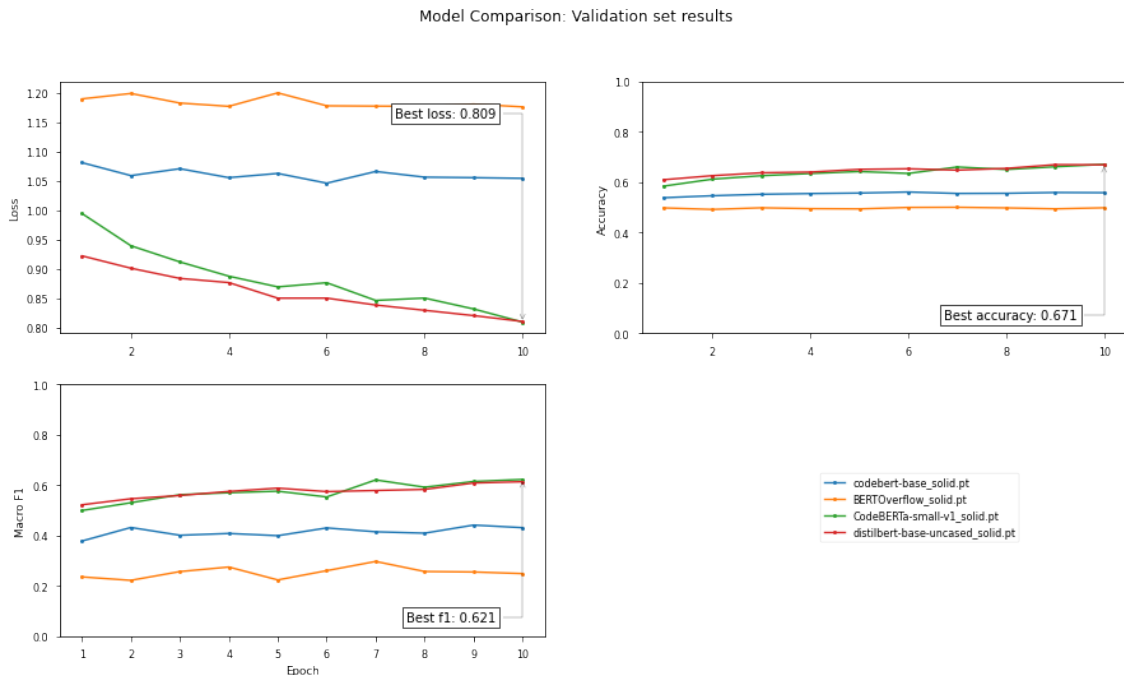 Model Comparison: Validation set results
1.20
1.15
1.10
1.05
1.00
0.95
0.90
0.85
0.80
Loss
Best loss: 0.809
2 4 6 8 10
1.0
0.8
0.6
0.4
0.2
0.0
Accuracy
Best accuracy: 0.671
2 4 6 8 10
1.0
0.8
0.6
0.4
0.2
0.0
Macro F1
Best f1: 0.621
1 2 3 4 5 6 7 8 9 10
Epoch
codebert-base_solid.pt
BERTOverflow_solid.pt
CodeBERTa-small-v1_solid.pt
distilbert-base-uncased_solid.pt